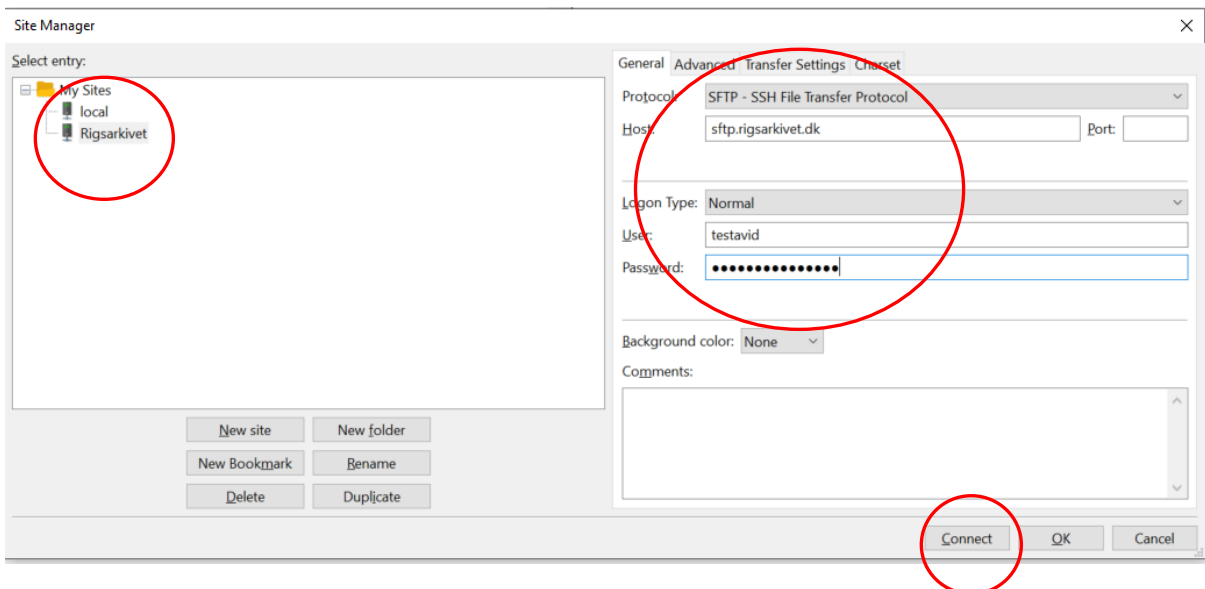 Site Manager
Select entry:
My Sites
local
Rigsarkivet
New site New folder
New Bookmark Rename
Delete Duplicate
General Advanced Transfer Settings Charset
Protocol: SFTP - SSH File Transfer Protocol
Host: sftp.rigsarkivet.dk Port:
Logon Type: Normal
User: testavid
Password: •••••••••••••••
Background color: None
Comments:
Connect OK Cancel